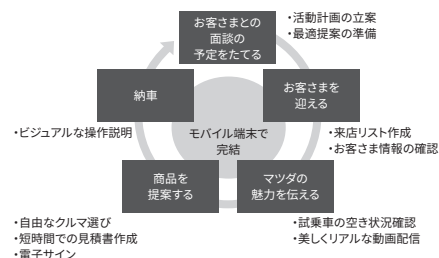 お客さまとの
面談の
予定をたてる
・活動計画の立案
・最適提案の準備
お客さまを
迎える
・来店リスト作成
・お客さま情報の確認
マツダの
魅力を伝える
・試乗車の空き状況確認
・美しくリアルな動画配信
商品を
提案する
・自由なクルマ選び
・短時間での見積書作成
・電子サイン
納車
・ビジュアルな操作説明
モバイル端末で
完結